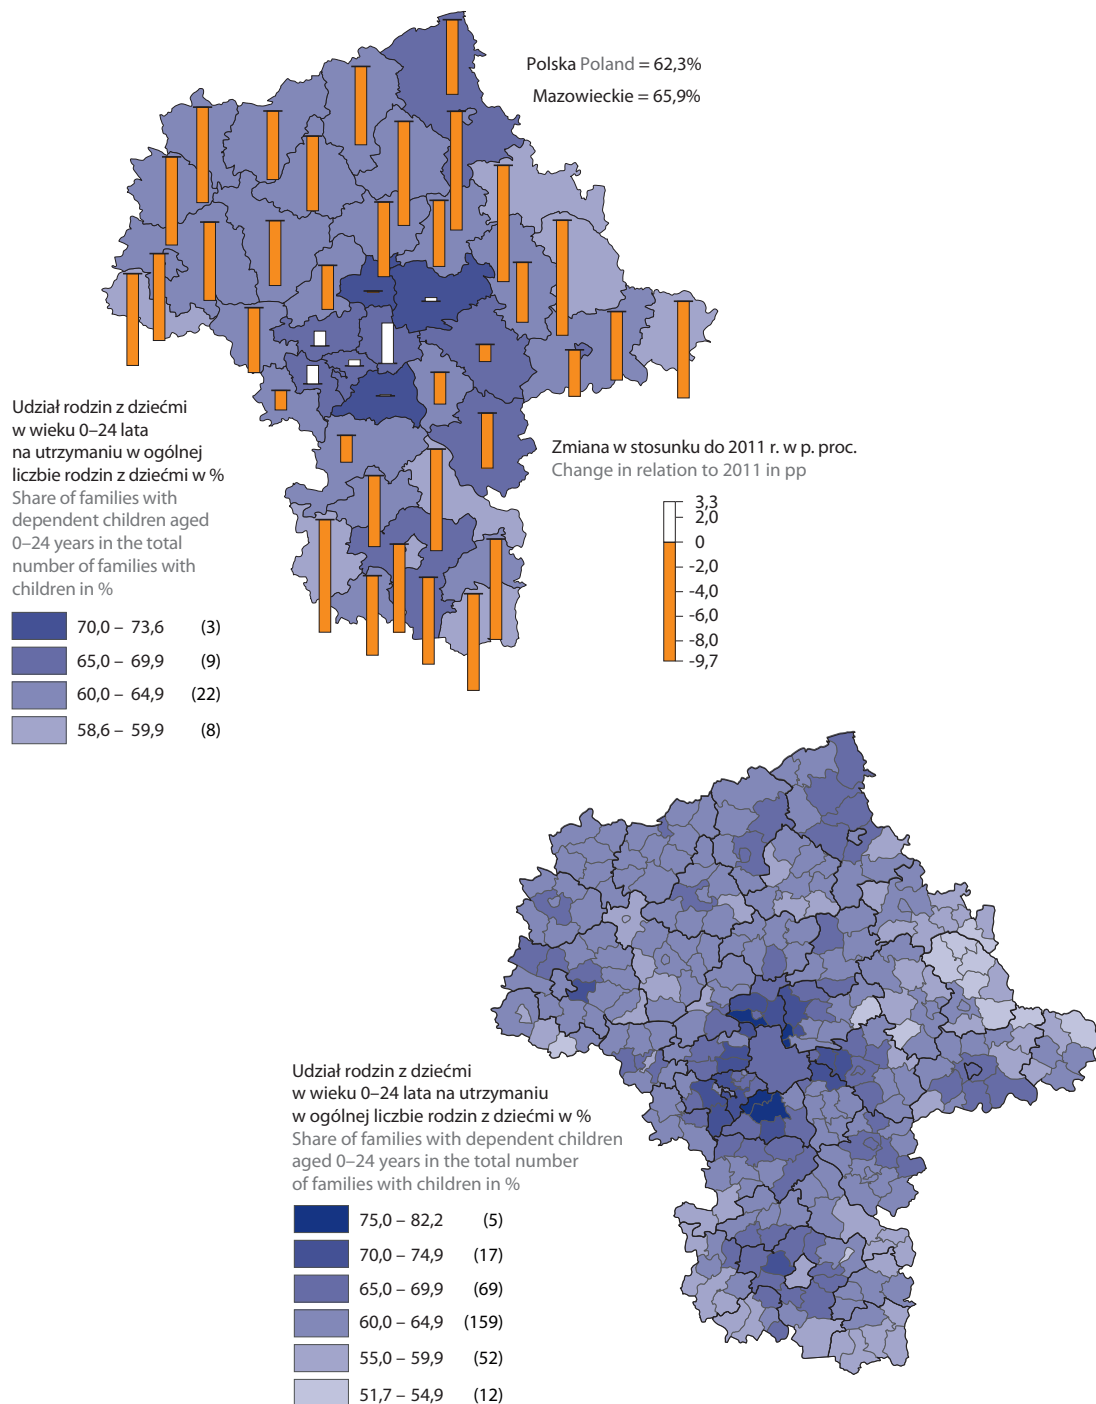 Polska Poland = 62,3%
Mazowieckie = 65,9%
Udział rodzin z dziećmi
w wieku 0–24 lata
na utrzymaniu w ogólnej
liczbie rodzin z dziećmi w %
Share of families with
dependent children aged
0–24 years in the total
number of families with
children in %
70,0 – 73,6 (3)
65,0 – 69,9 (9)
60,0 – 64,9 (22)
58,6 – 59,9 (8)
Zmiana w stosunku do 2011 r. w p. proc.
Change in relation to 2011 in pp
3,3
2,0
0
-2,0
-4,0
-6,0
-8,0
-9,7
Udział rodzin z dziećmi
w wieku 0–24 lata na utrzymaniu
w ogólnej liczbie rodzin z dziećmi w %
Share of families with dependent children
aged 0–24 years in the total number
of families with children in %
75,0 – 82,2 (5)
70,0 – 74,9 (17)
65,0 – 69,9 (69)
60,0 – 64,9 (159)
55,0 – 59,9 (52)
51,7 – 54,9 (12)